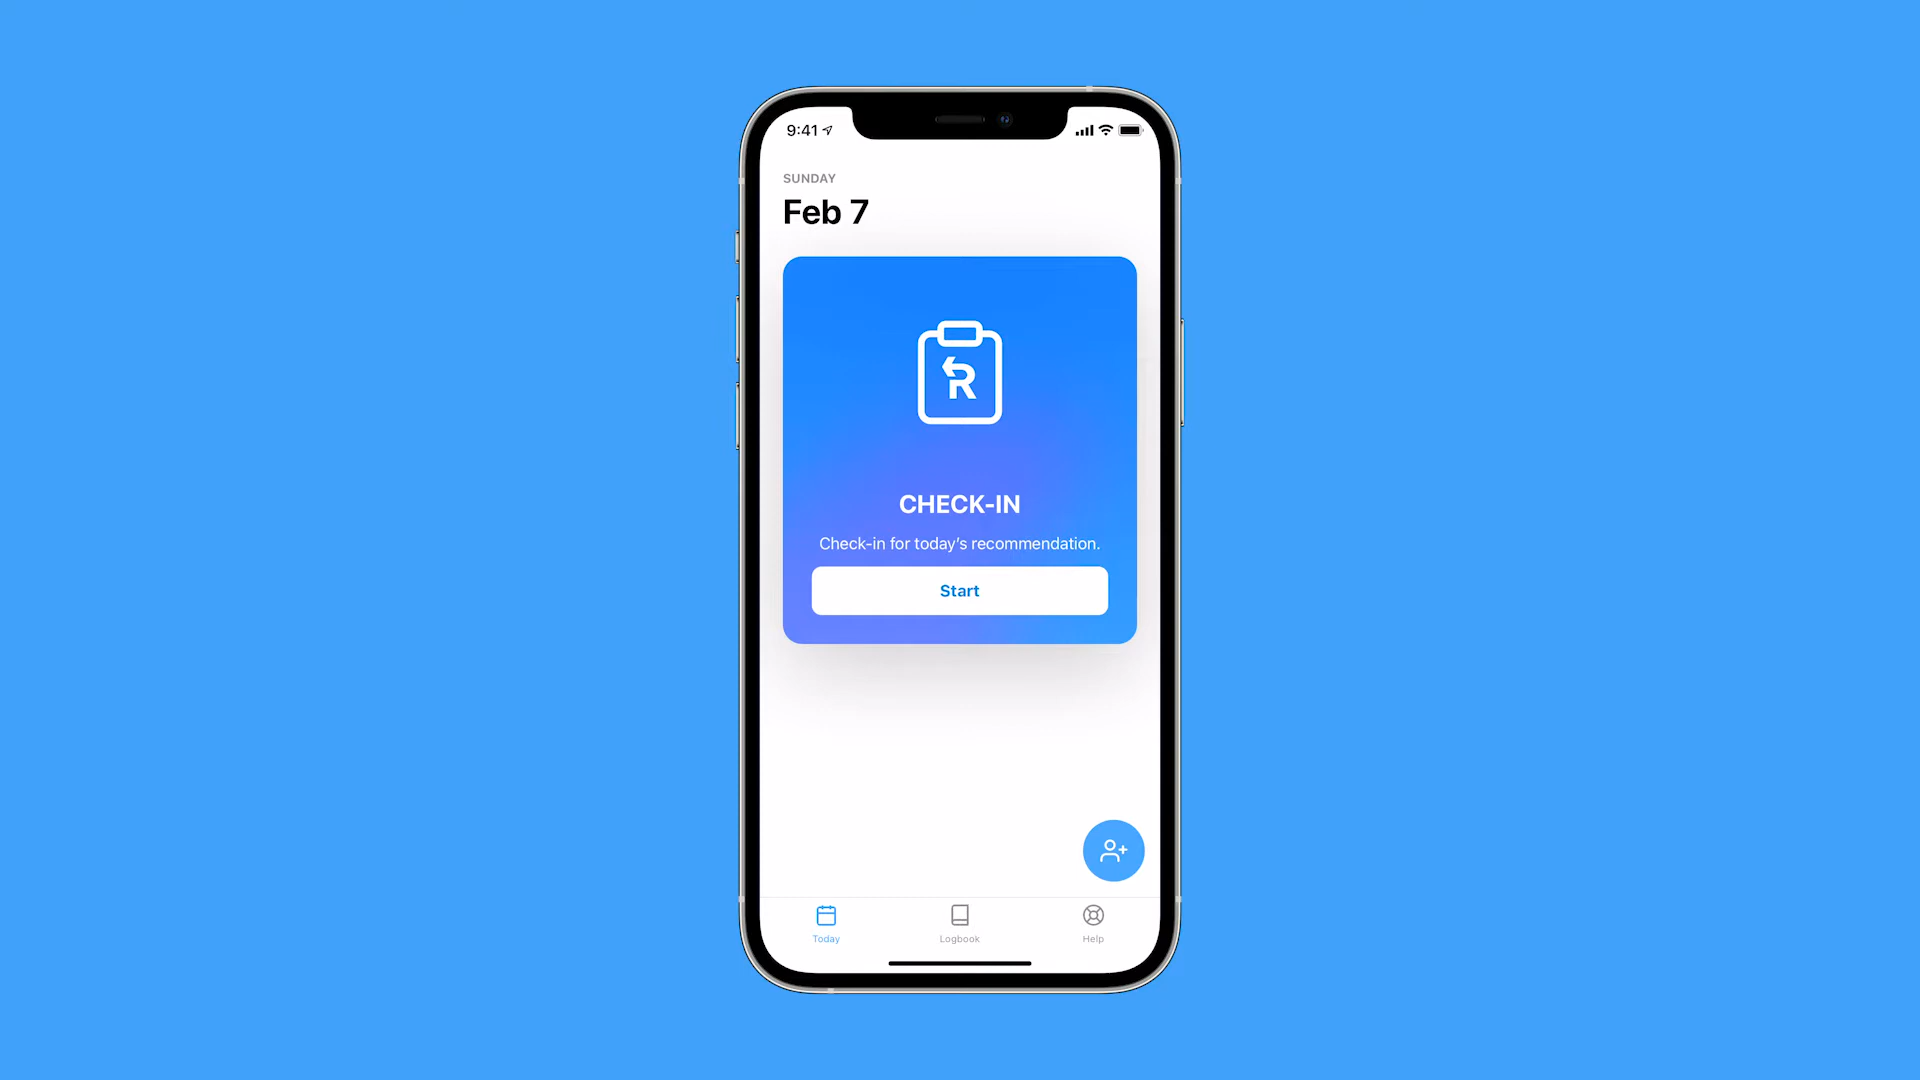 9:41
SUNDAY
Feb 7
R
CHECK-IN
Check-in for today's recommendation.
Start
Today
Logbook
Help